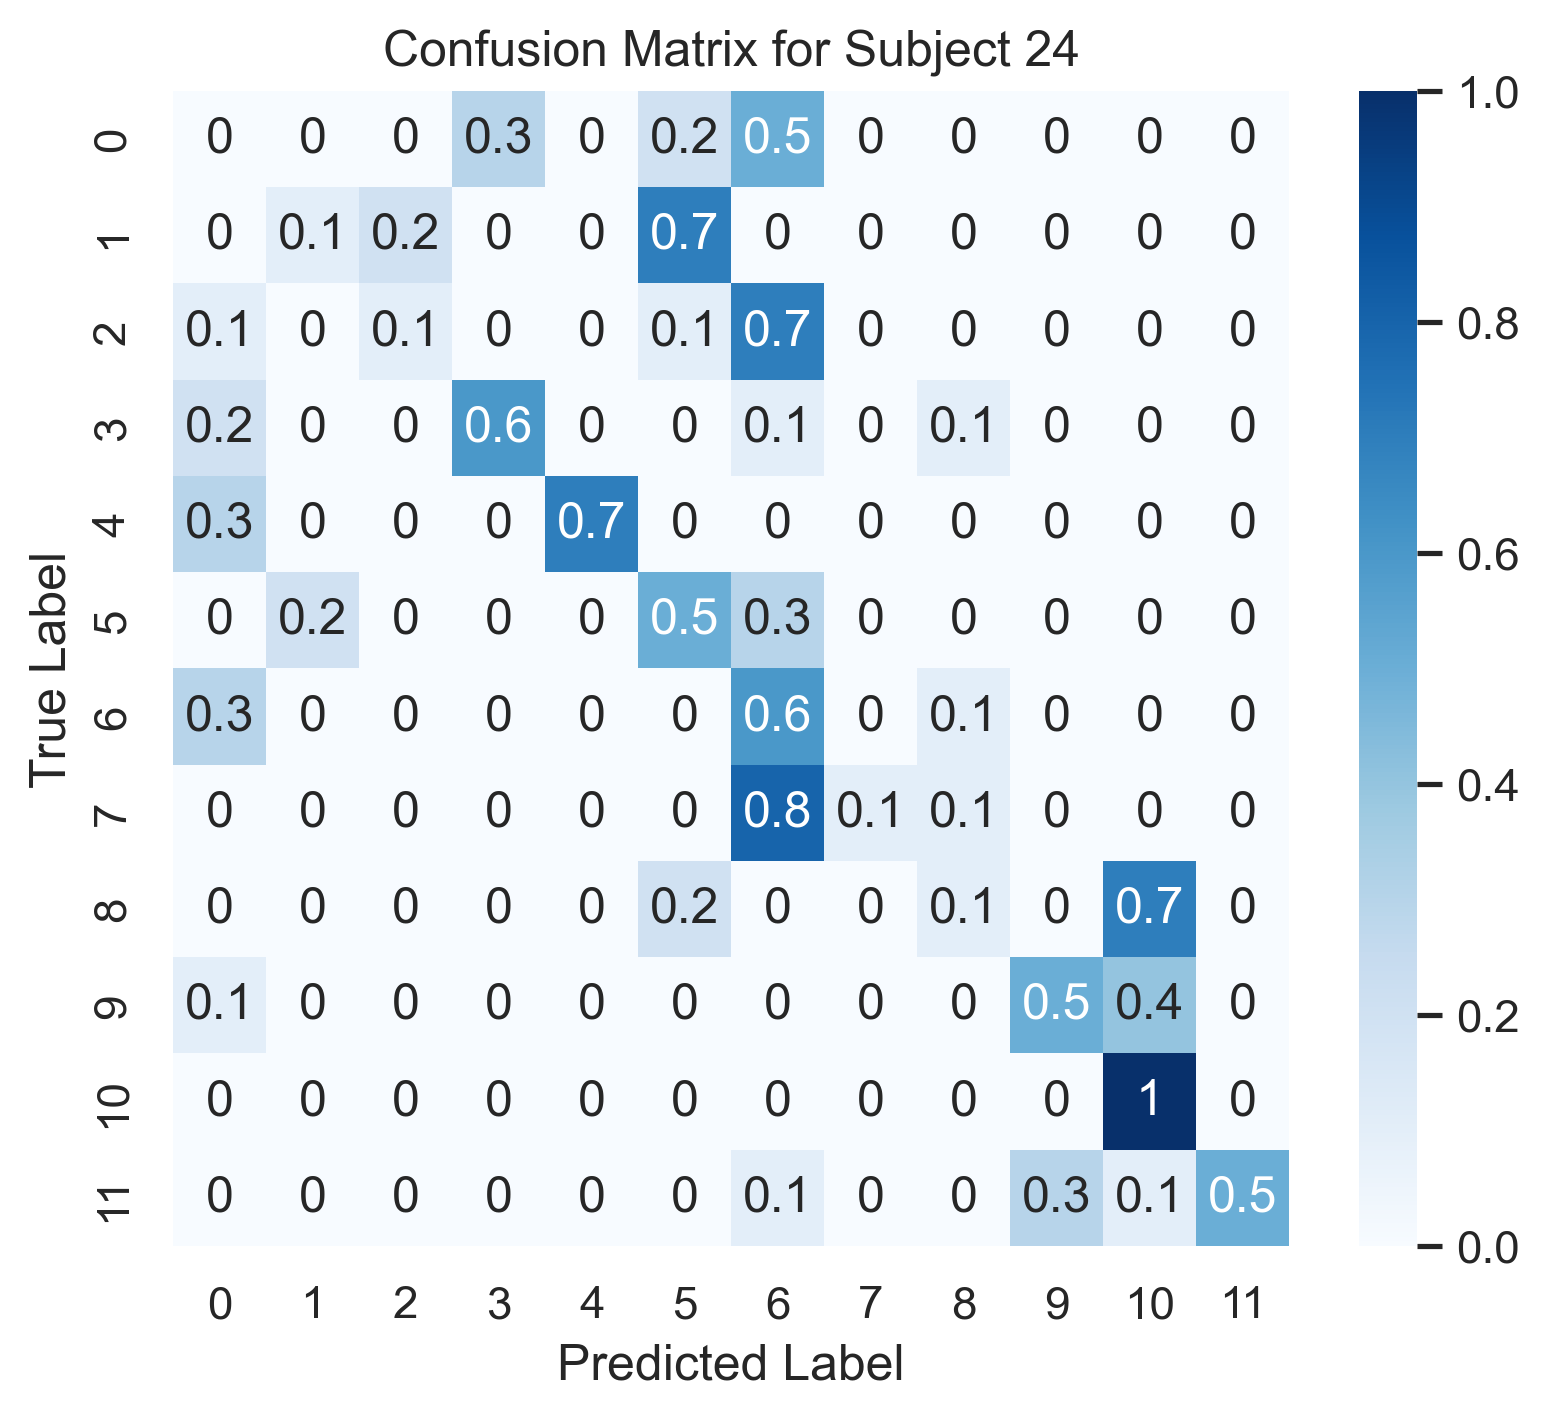 Confusion Matrix for Subject 24
0 0 0 0 0.3 0 0.2 0.5 0 0 0 0 0
1 0 0.1 0.2 0 0 0.7 0 0 0 0 0 0
2 0.1 0 0.1 0 0 0.1 0.7 0 0 0 0 0
3 0.2 0 0 0.6 0 0 0.1 0 0.1 0 0 0
4 0.3 0 0 0 0.7 0 0 0 0 0 0 0
5 0 0.2 0 0 0 0.5 0.3 0 0 0 0 0
6 0.3 0 0 0 0 0 0.6 0 0.1 0 0 0
7 0 0 0 0 0 0 0.8 0.1 0.1 0 0 0
8 0 0 0 0 0 0.2 0 0 0.1 0 0.7 0
9 0.1 0 0 0 0 0 0 0 0 0.5 0.4 0
10 0 0 0 0 0 0 0 0 0 0 1 0
11 0 0 0 0 0 0 0.1 0 0 0.3 0.1 0.5
0 1 2 3 4 5 6 7 8 9 10 11
Predicted Label
True Label
1.0
0.8
0.6
0.4
0.2
0.0